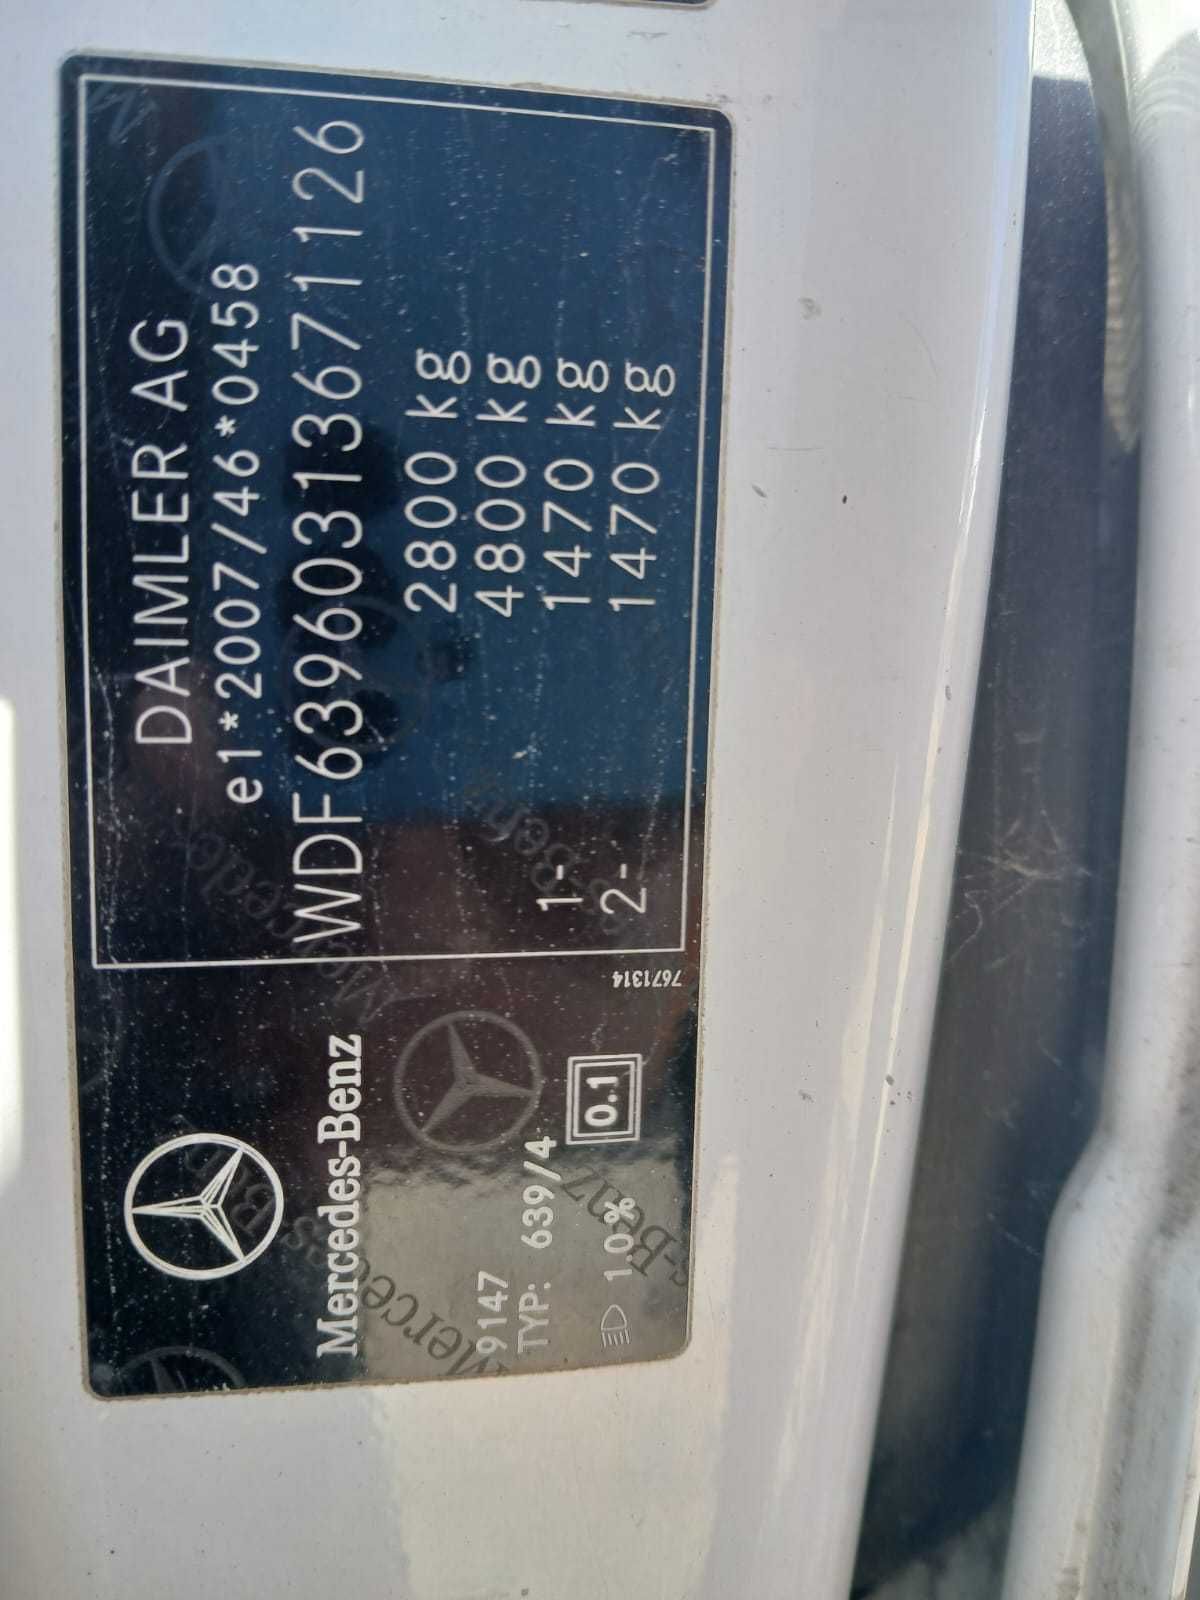 DAIMLER AG
e1*2007/46*0458
WDF63960313671126
2800 kg
4800 kg
1- 1470 kg
2- 1470 kg
7671314
Mercedes-Benz
9147
TYP: 639/4
1.0% 0.1